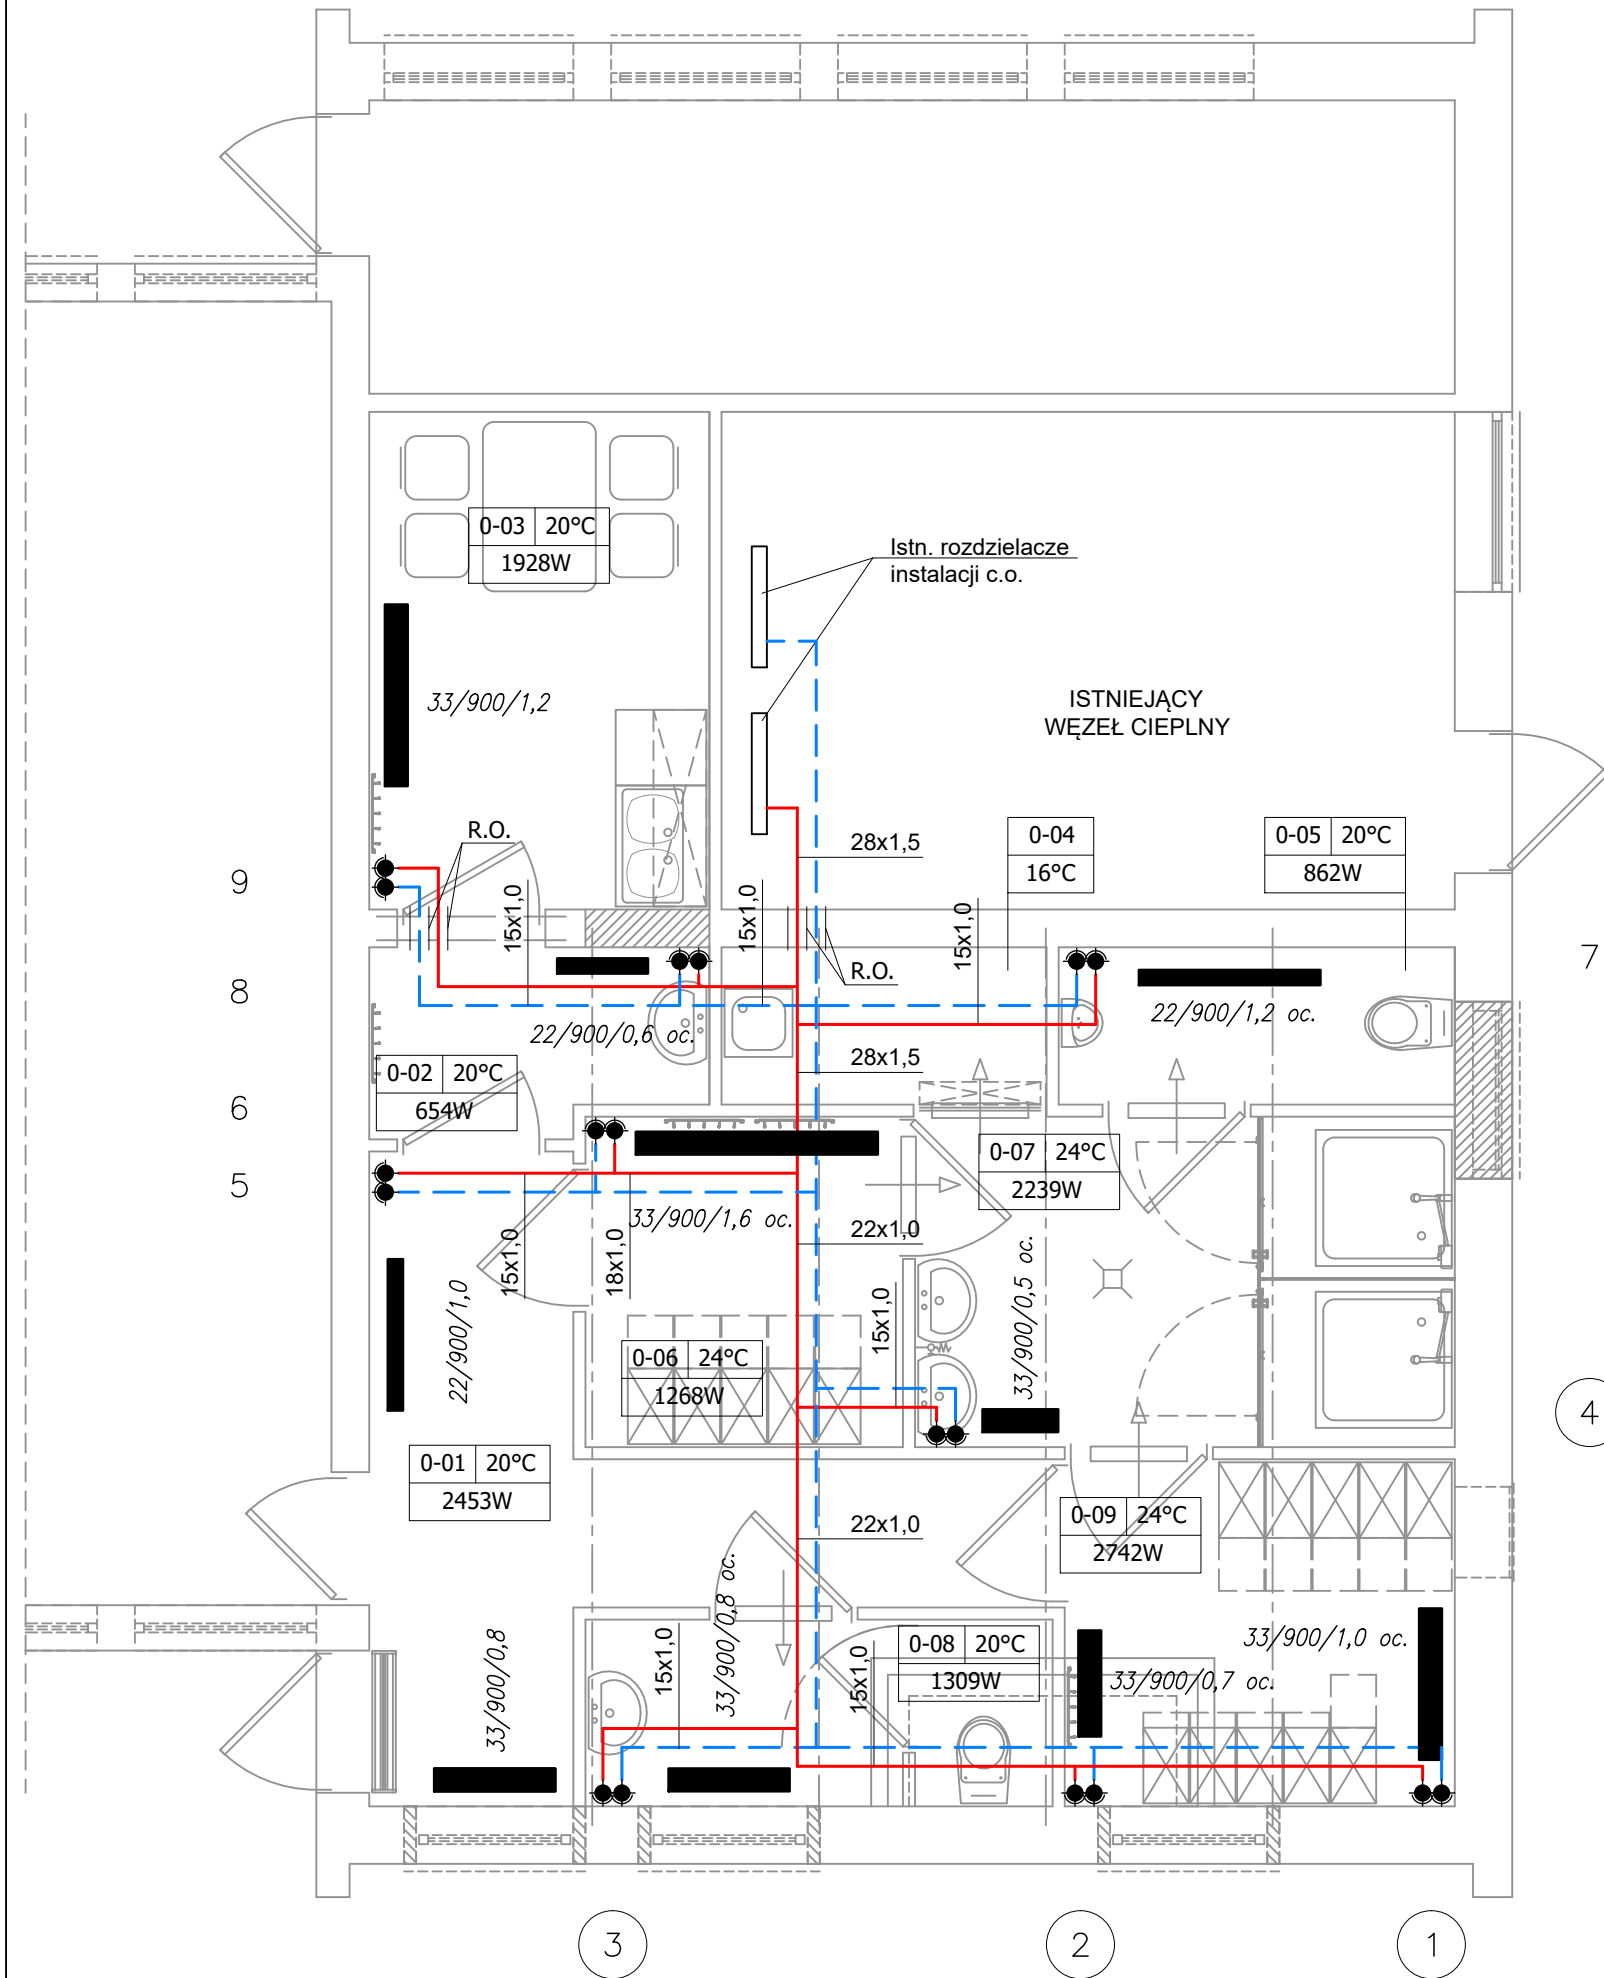 0-03 20°C
1928W
Istn. rozdzielacze
instalacji c.o.
33/900/1,2
ISTNIEJĄCY
WĘZEŁ CIEPLNY
R.O.
28x1,5
0-04
16°C
0-05 20°C
862W
9
15x1,0
15x1,0
15x1,0
7
R.O.
8
22/900/0,6 oc.
22/900/1,2 oc.
28x1,5
0-02 20°C
654W
6
0-07 24°C
2239W
5
33/900/1,6 oc.
22x1,0
15x1,0
18x1,0
22/900/1,0
15x1,0
33/900/0,5 oc.
0-06 24°C
1268W
4
0-01 20°C
2453W
22x1,0
0-09 24°C
2742W
33/900/0,8
15x1,0
33/900/0,8 oc.
15x1,0
0-08 20°C
1309W
33/900/1,0 oc.
33/900/0,7 oc.
3
2
1